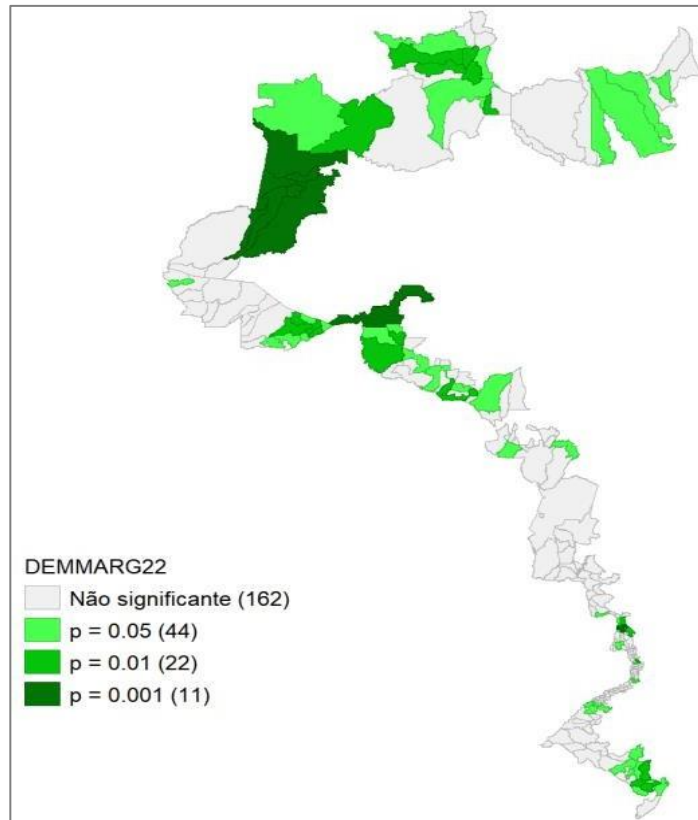 DEMMARG22
Não significante (162)
p = 0.05 (44)
p = 0.01 (22)
p = 0.001 (11)